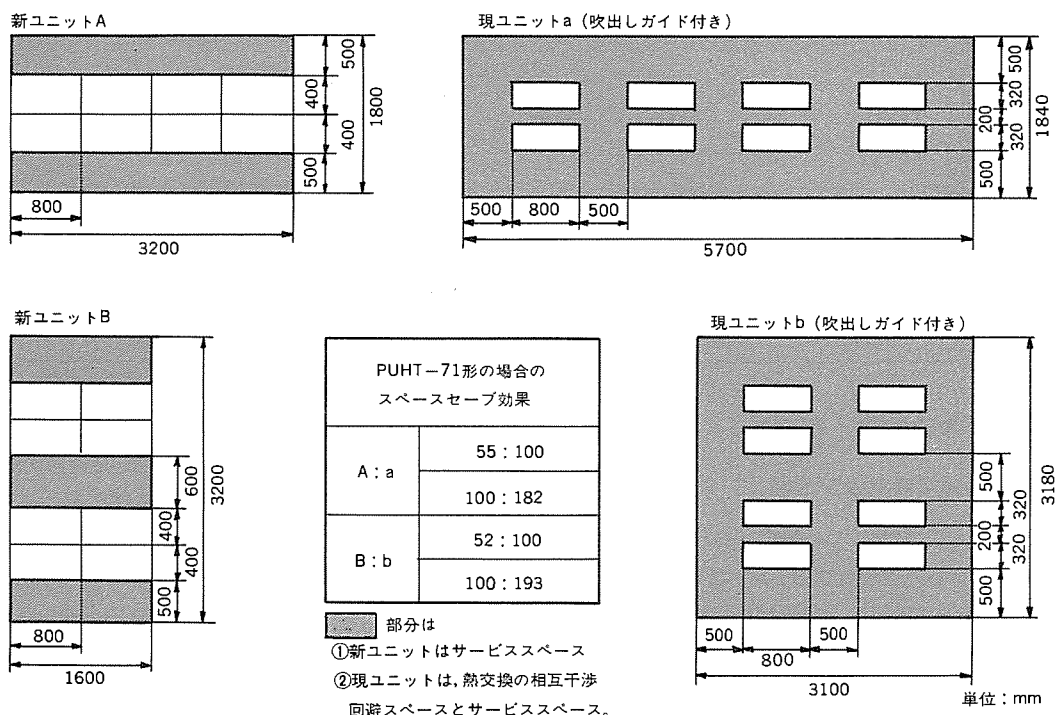 新ユニットA
500
400
400
500
1800
800
3200
現ユニットa（吹出しガイド付き）
500
320
200
320
500
1840
500
800
500
5700
新ユニットB
600
400
400
500
3200
800
1600
PUHT－71形の場合の
スペースセーブ効果
A：a
55：100
100：182
B：b
52：100
100：193
部分は
①新ユニットはサービススペース
②現ユニットは，熱交換の相互干渉
回避スペースとサービススペース。
現ユニットb（吹出しガイド付き）
500
320
200
320
500
3180
500
800
500
3100
単位：mm